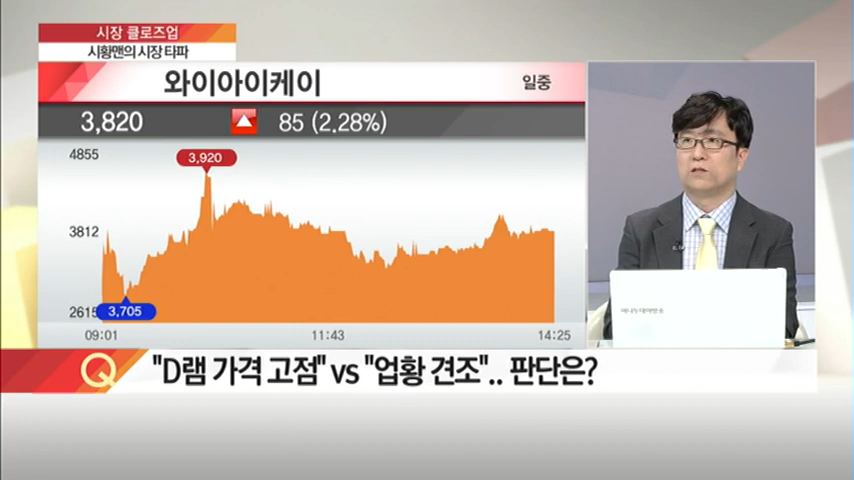 시장 클로즈업
시황맨의 시장 타파
와이아이케이
일중
3,820
85 (2.28%)
4855
3812
2615
3,920
3,705
09:01
11:43
14:25
Q
"D램 가격 고점" vs "업황 견조".. 판단은?